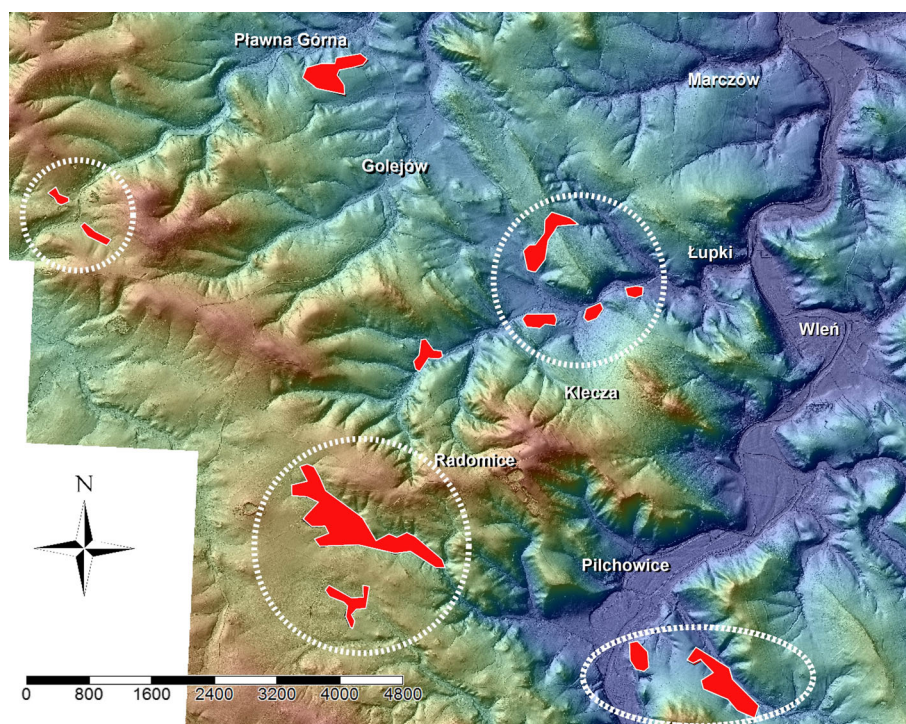 Pławna Górna
Marczów
Golejów
Łupki
Wleń
Klecza
Radomice
N
Pilchowice
0 800 1600 2400 3200 4000 4800